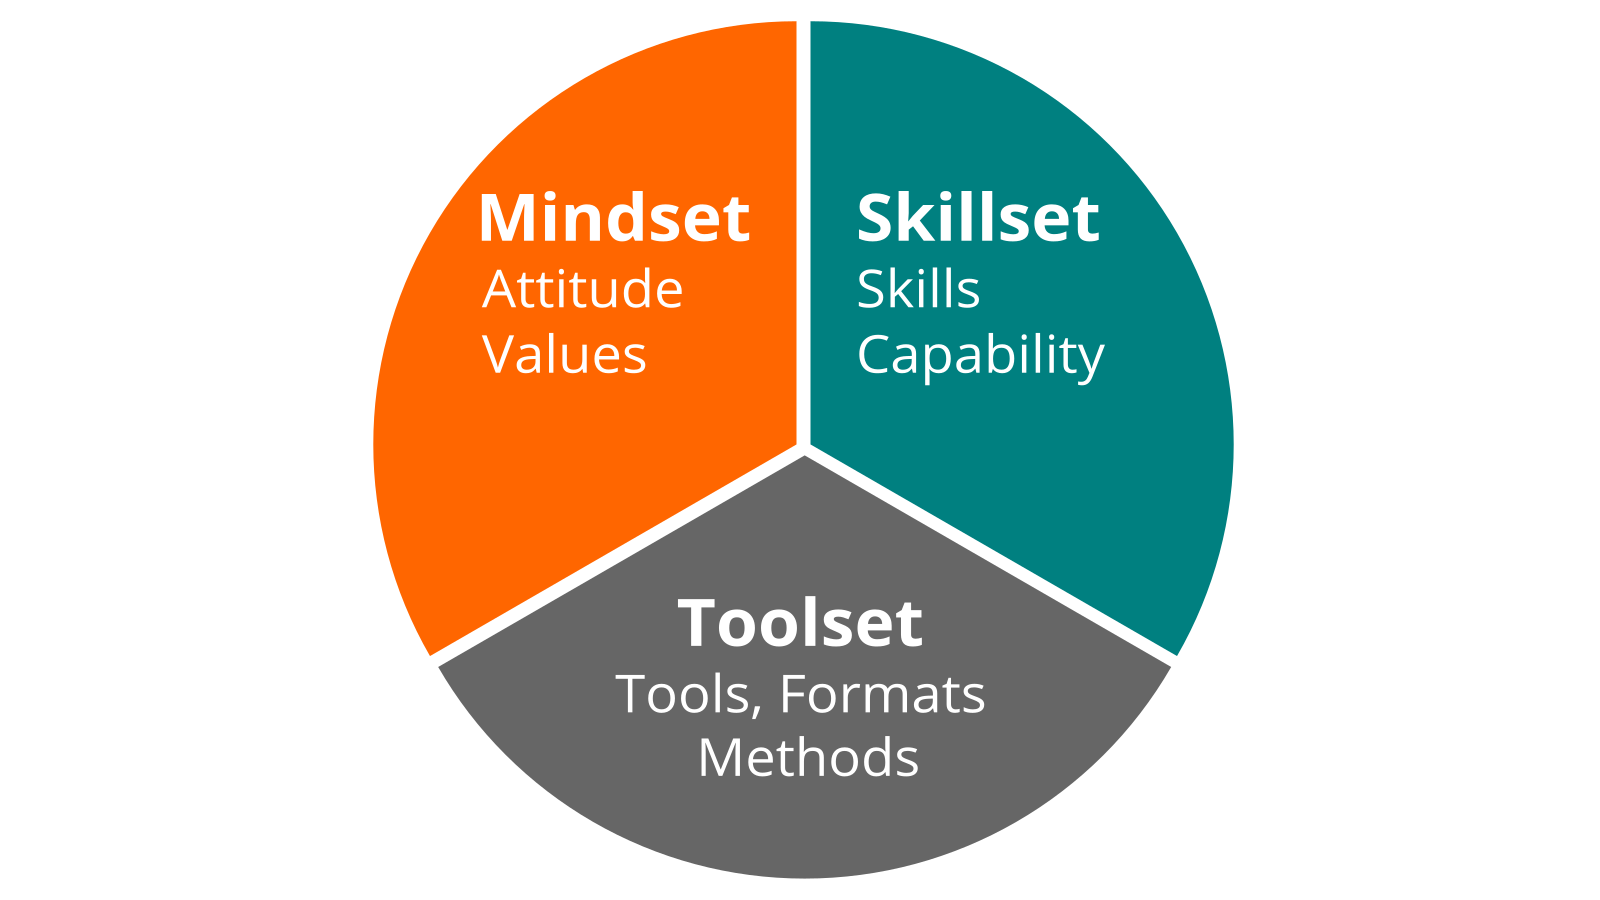 Mindset
Attitude
Values
Skillset
Skills
Capability
Toolset
Tools, Formats
Methods